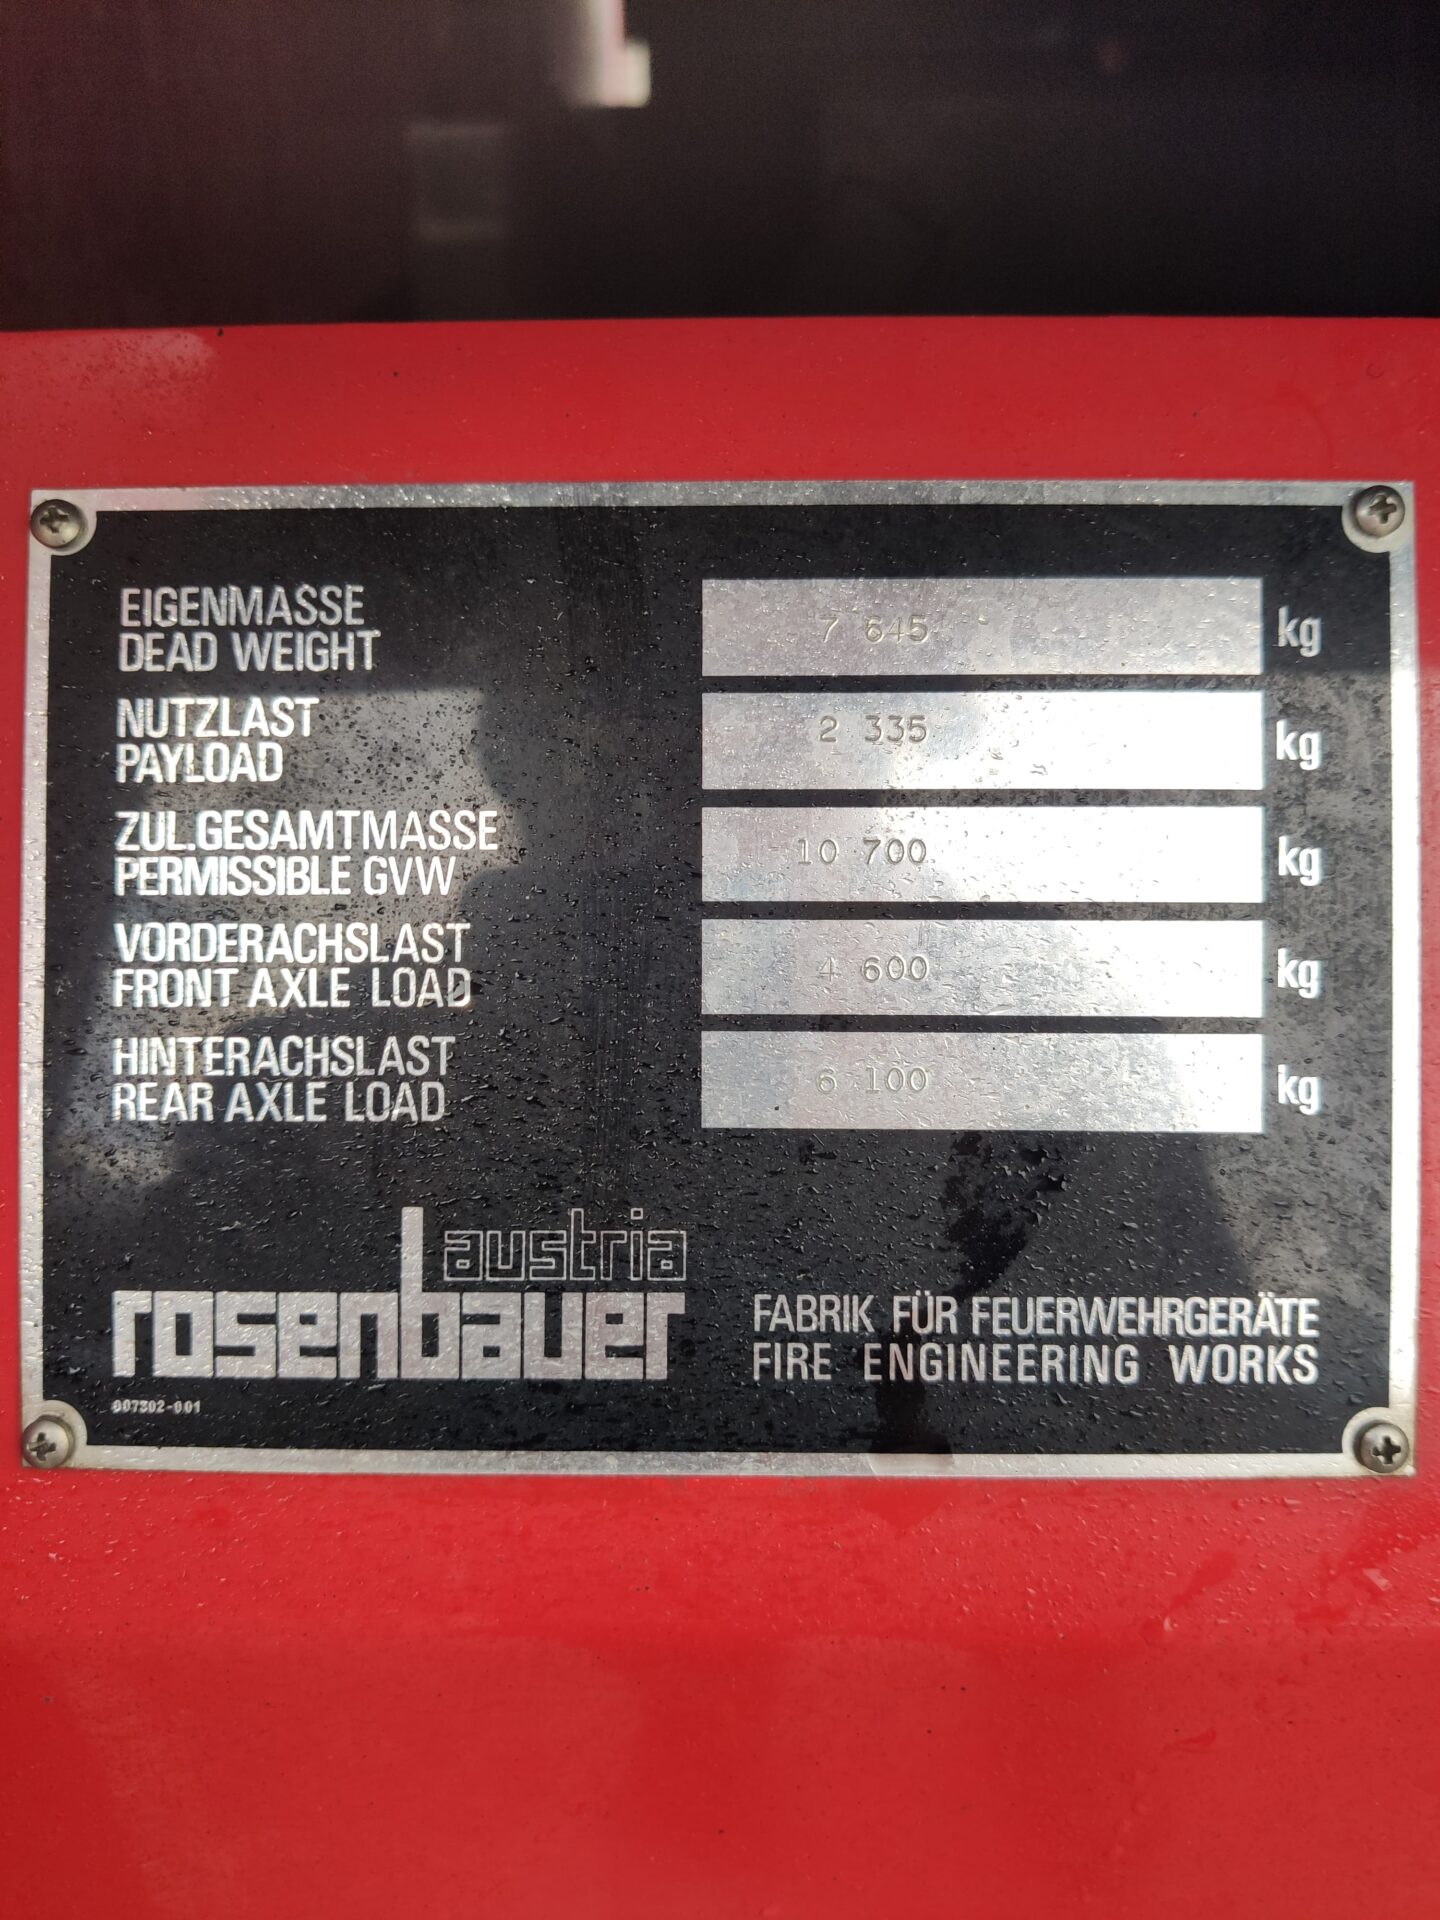 EIGENMASSE
DEAD WEIGHT
7 645 kg
NUTZLAST
PAYLOAD
2 335 kg
ZUL.GESAMTMASSE
PERMISSIBLE GVW
10 700 kg
VORDERACHSLAST
FRONT AXLE LOAD
4 600 kg
HINTERACHSLAST
REAR AXLE LOAD
6 100 kg
austria
rosenbauer
007302-001
FABRIK FÜR FEUERWEHRGERÄTE
FIRE ENGINEERING WORKS